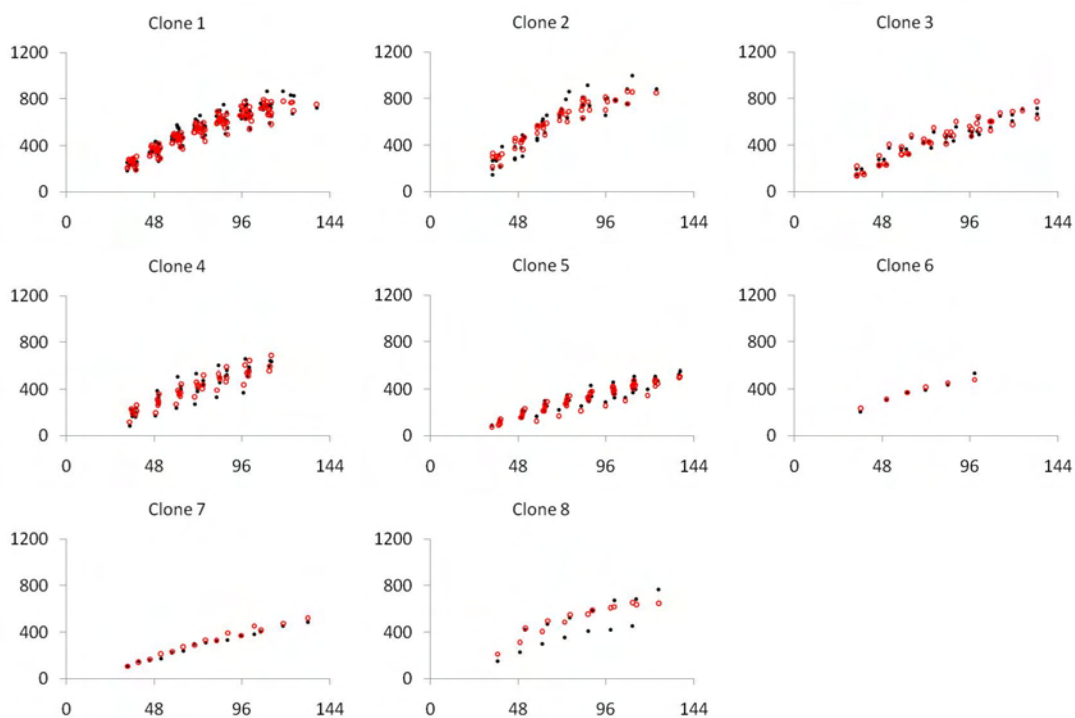 Clone 1 Clone 2 Clone 3
1200 1200 1200
800 800 800
400 400 400
0 0 0
0 48 96 144 0 48 96 144 0 48 96 144
Clone 4 Clone 5 Clone 6
1200 1200 1200
800 800 800
400 400 400
0 0 0
0 48 96 144 0 48 96 144 0 48 96 144
Clone 7 Clone 8
1200 1200
800 800
400 400
0 0
0 48 96 144 0 48 96 144